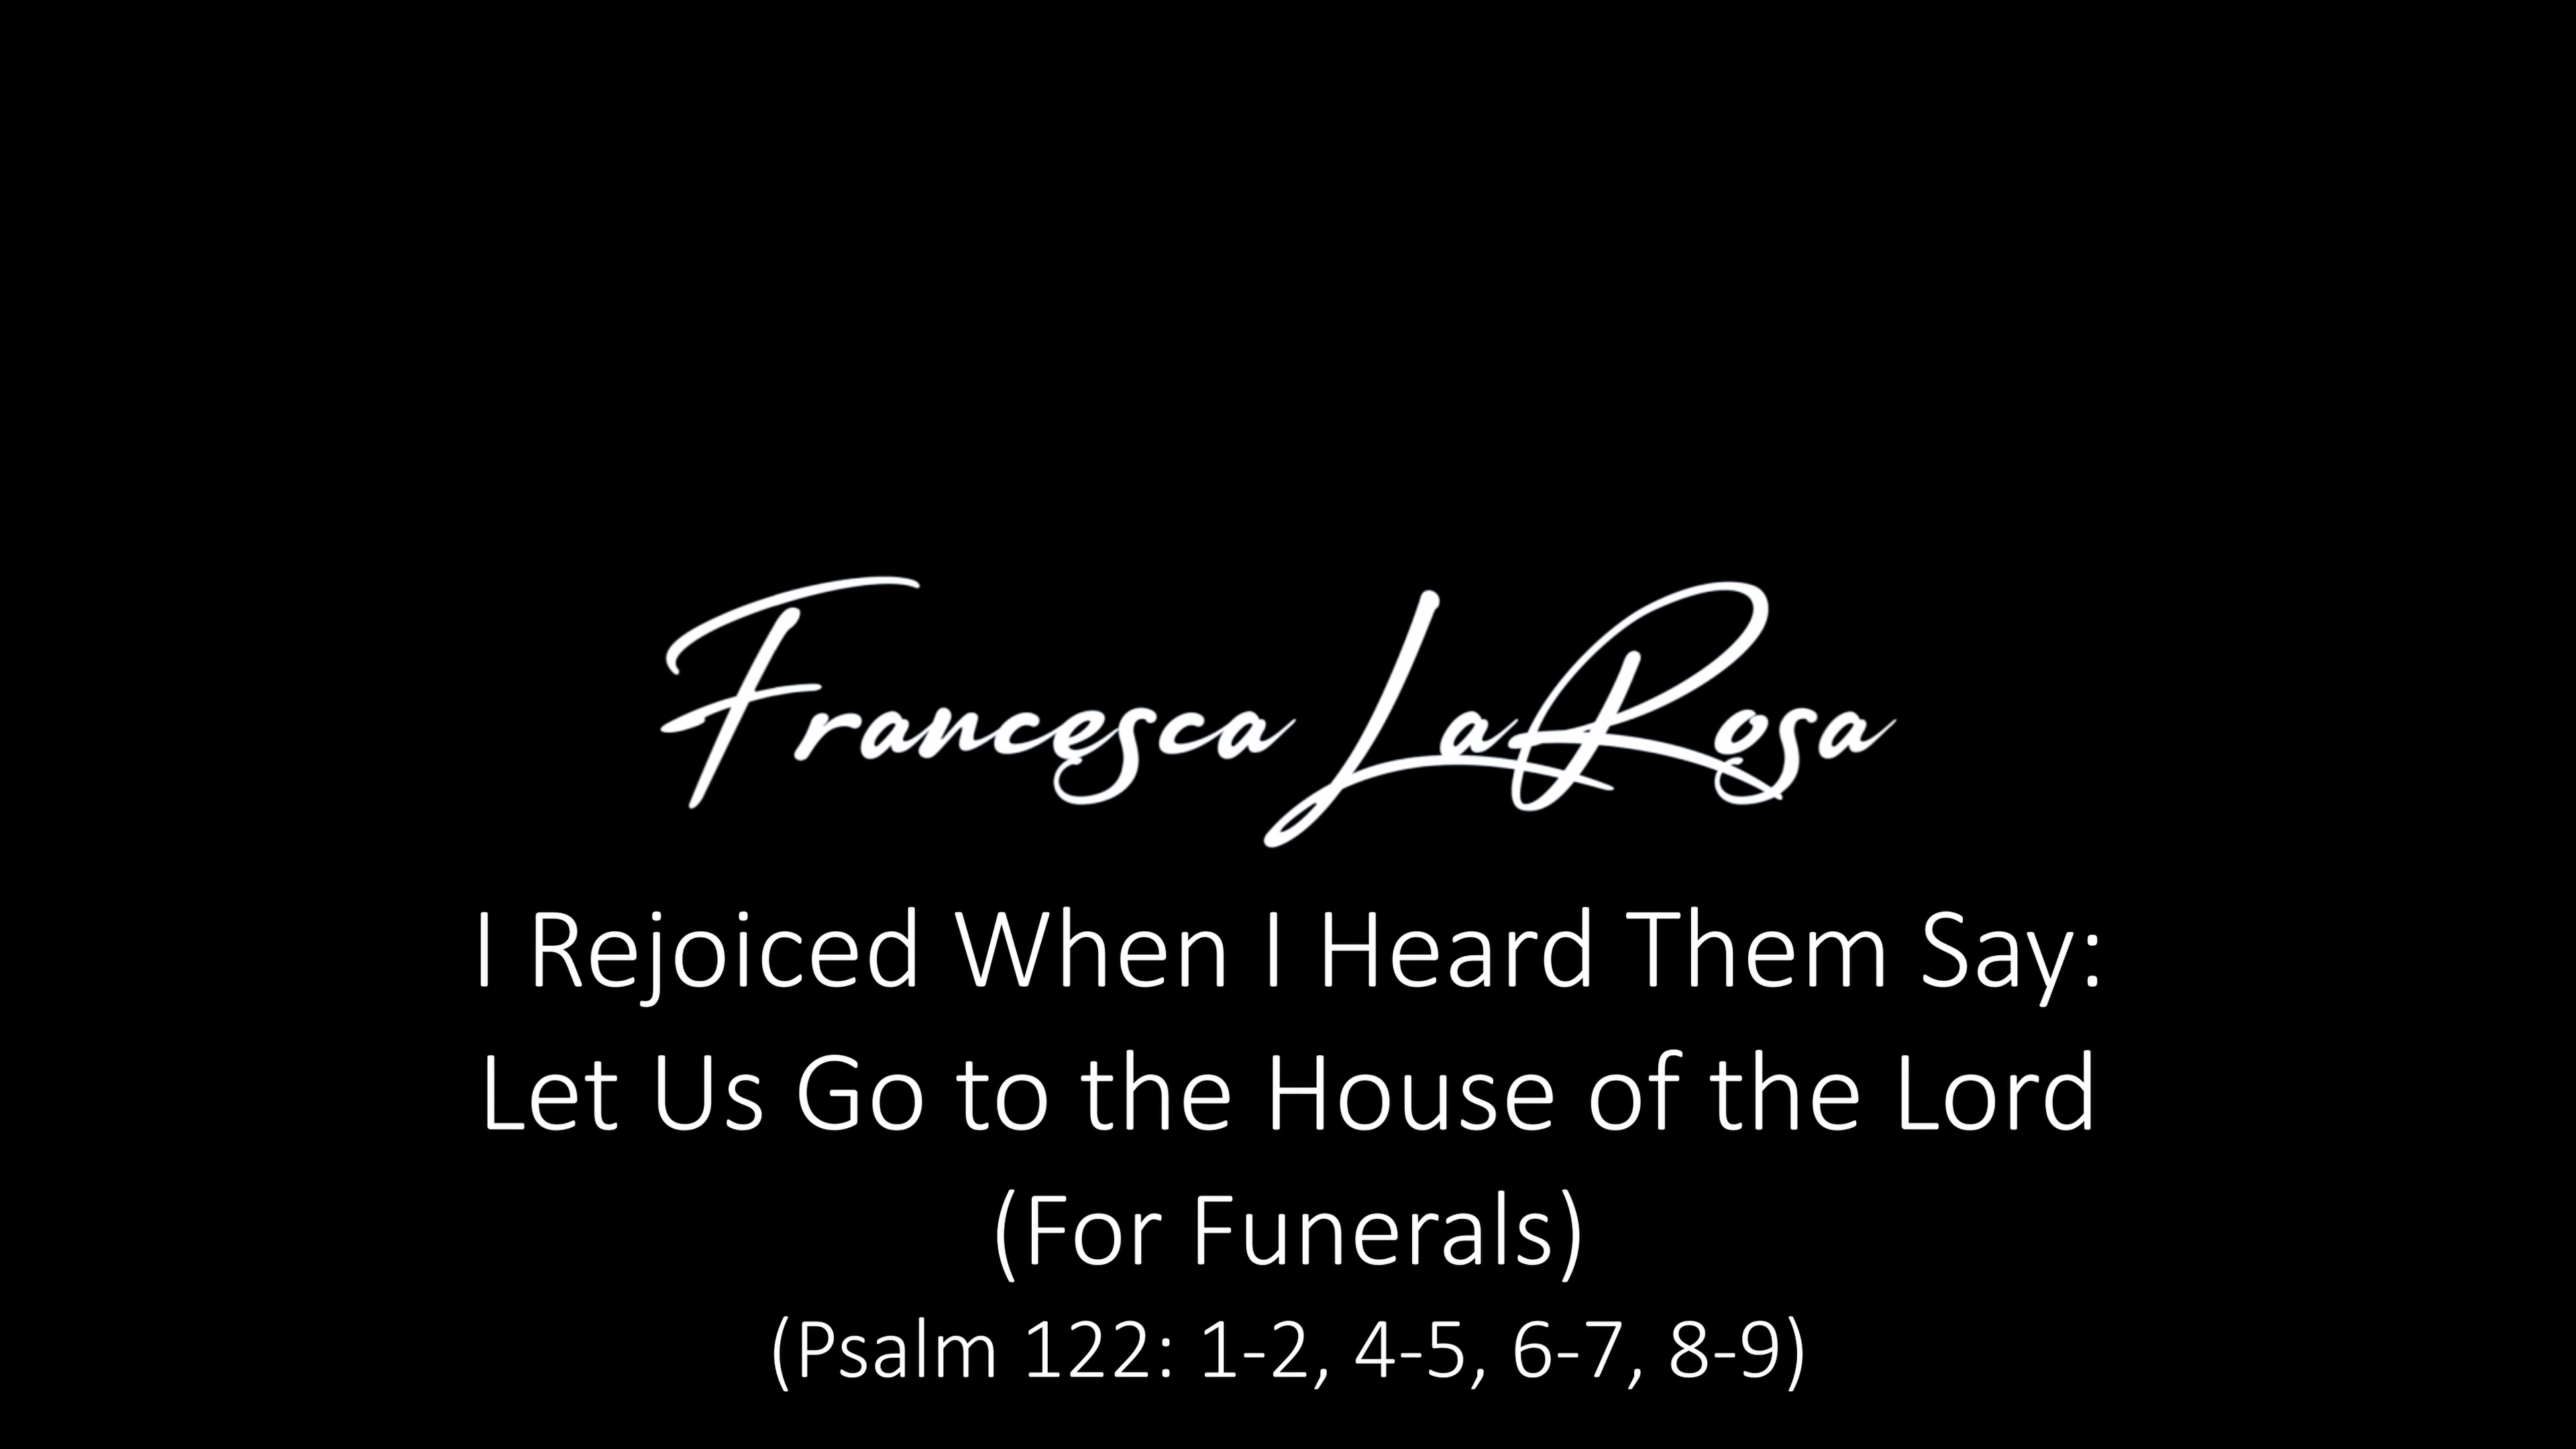 Francesca LaRosa
I Rejoiced When I Heard Them Say:
Let Us Go to the House of the Lord
(For Funerals)
(Psalm 122: 1-2, 4-5, 6-7, 8-9)